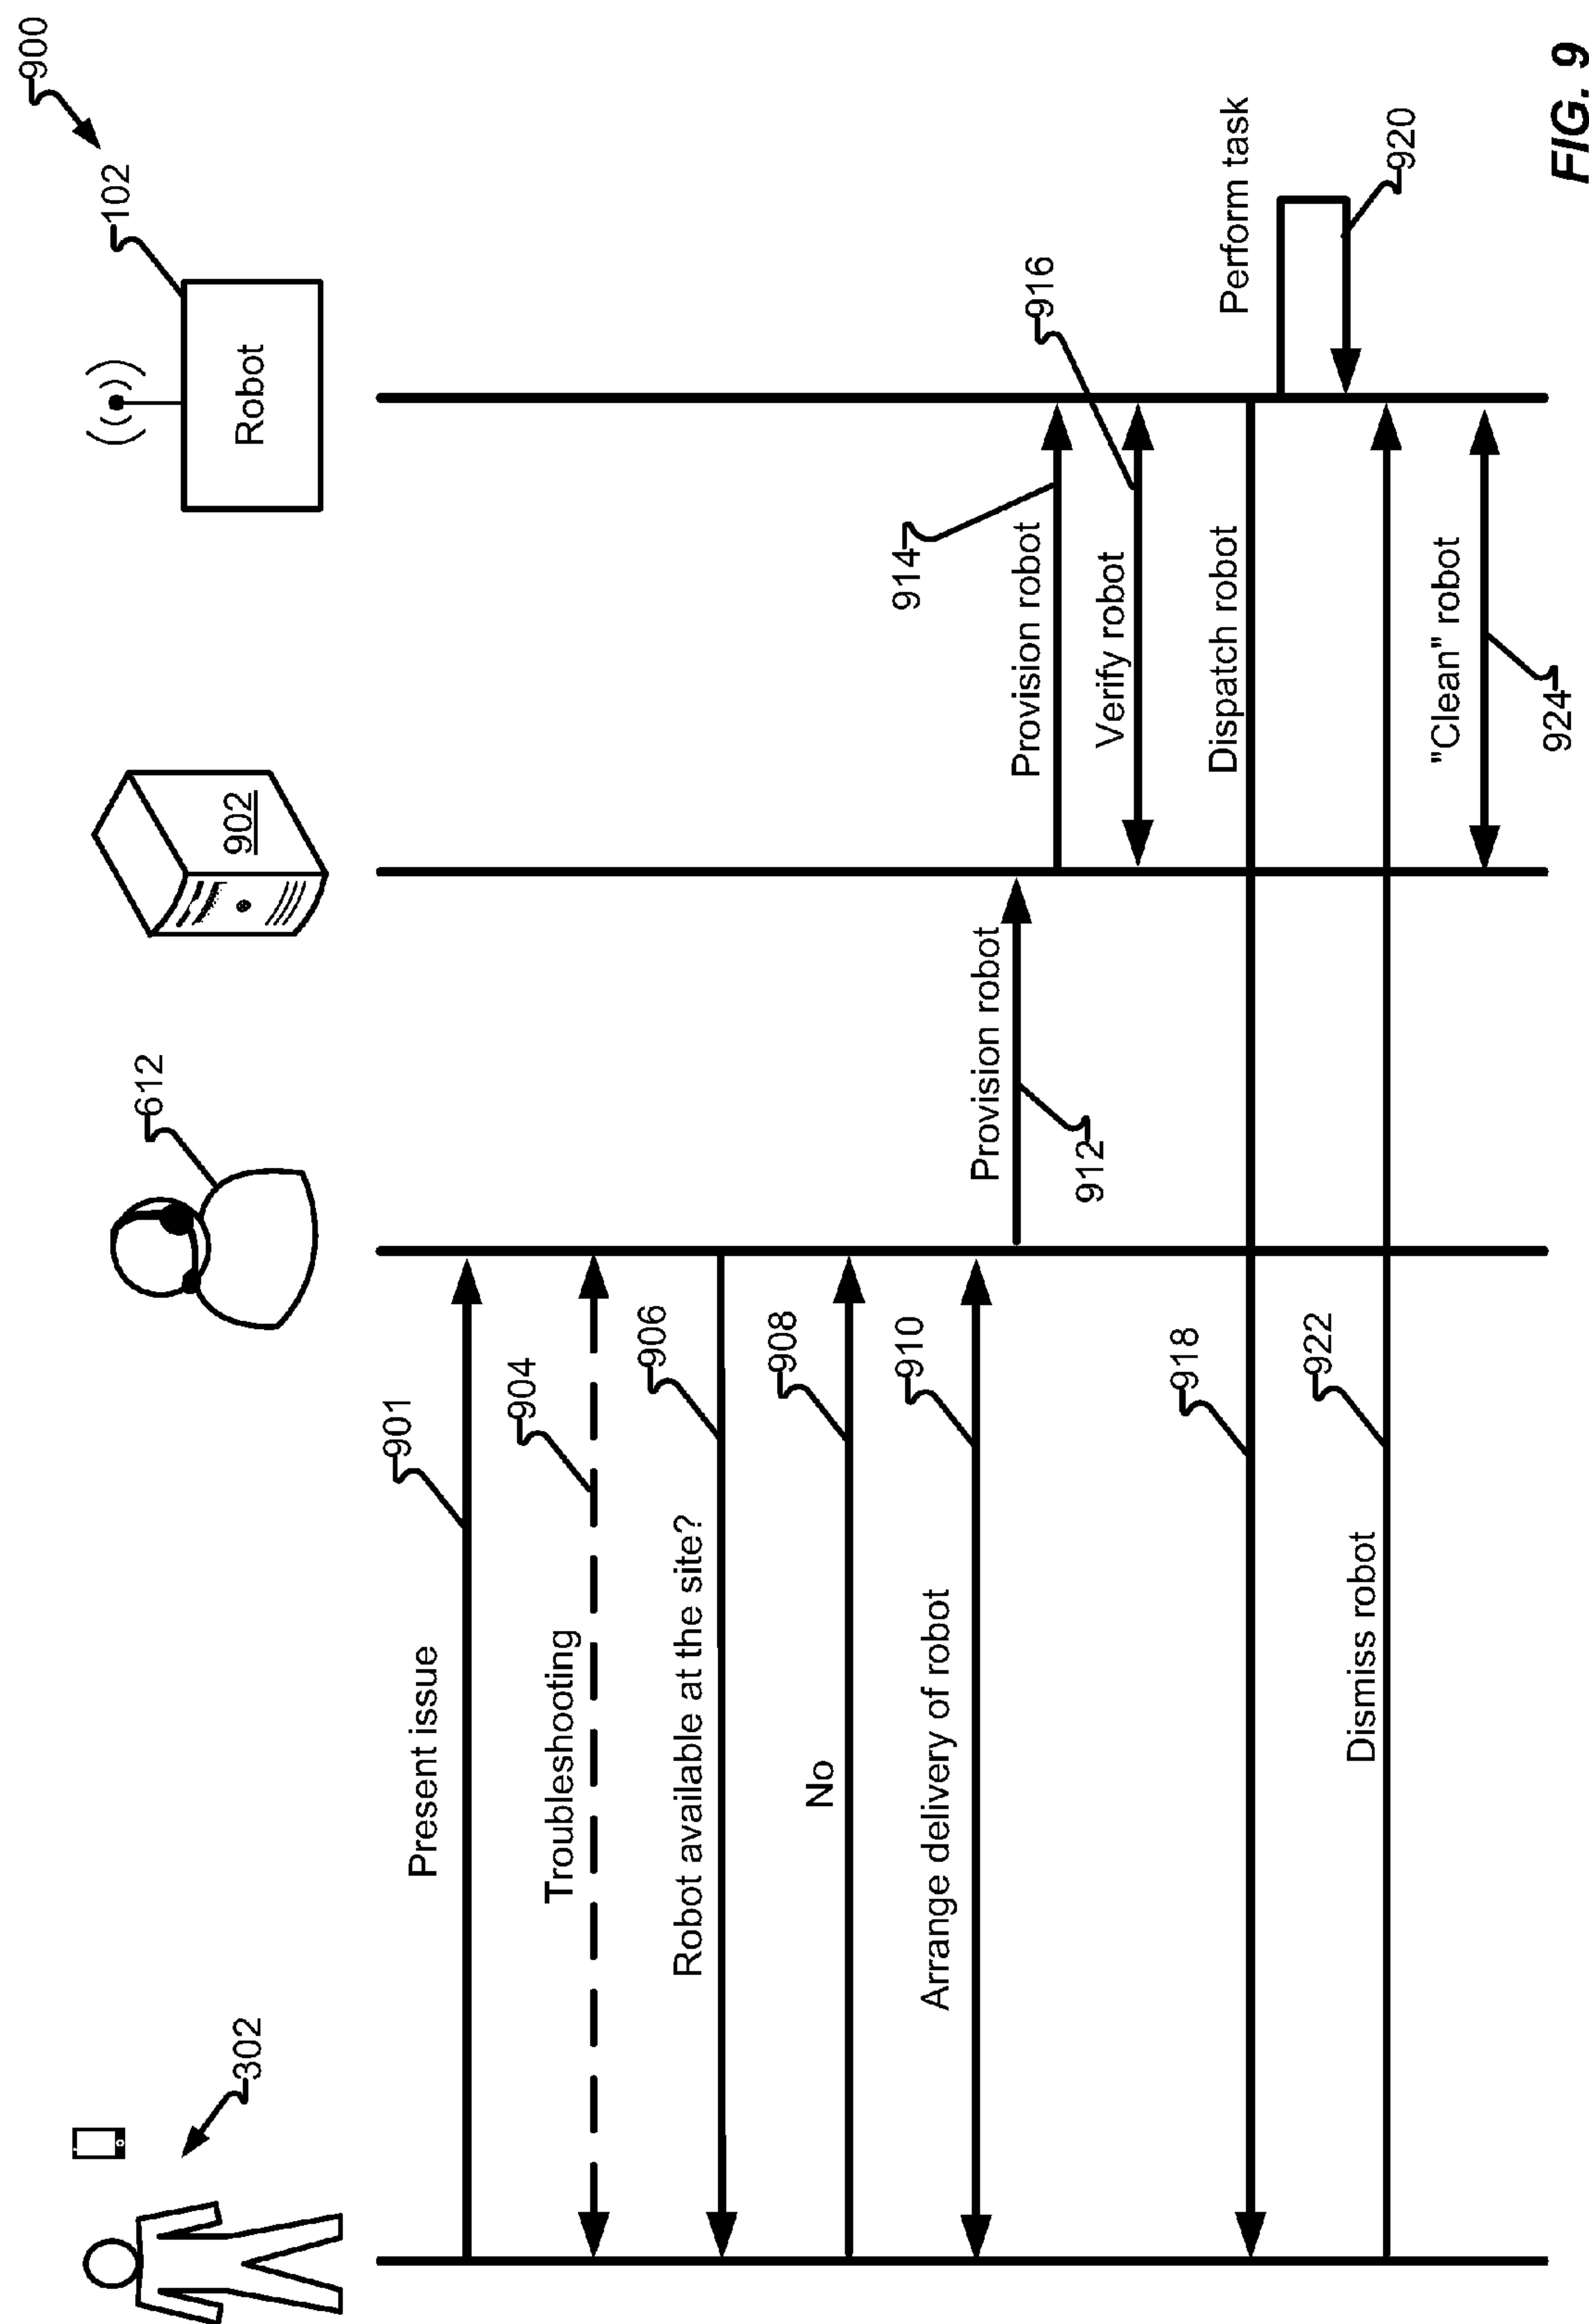 900
302
612
902
Robot
102
Present issue
901
Troubleshooting
904
Robot available at the site?
906
No
908
Arrange delivery of robot
910
Provision robot
912
Provision robot
914
Verify robot
916
Dispatch robot
918
Perform task
920
Dismiss robot
922
"Clean" robot
924
FIG. 9